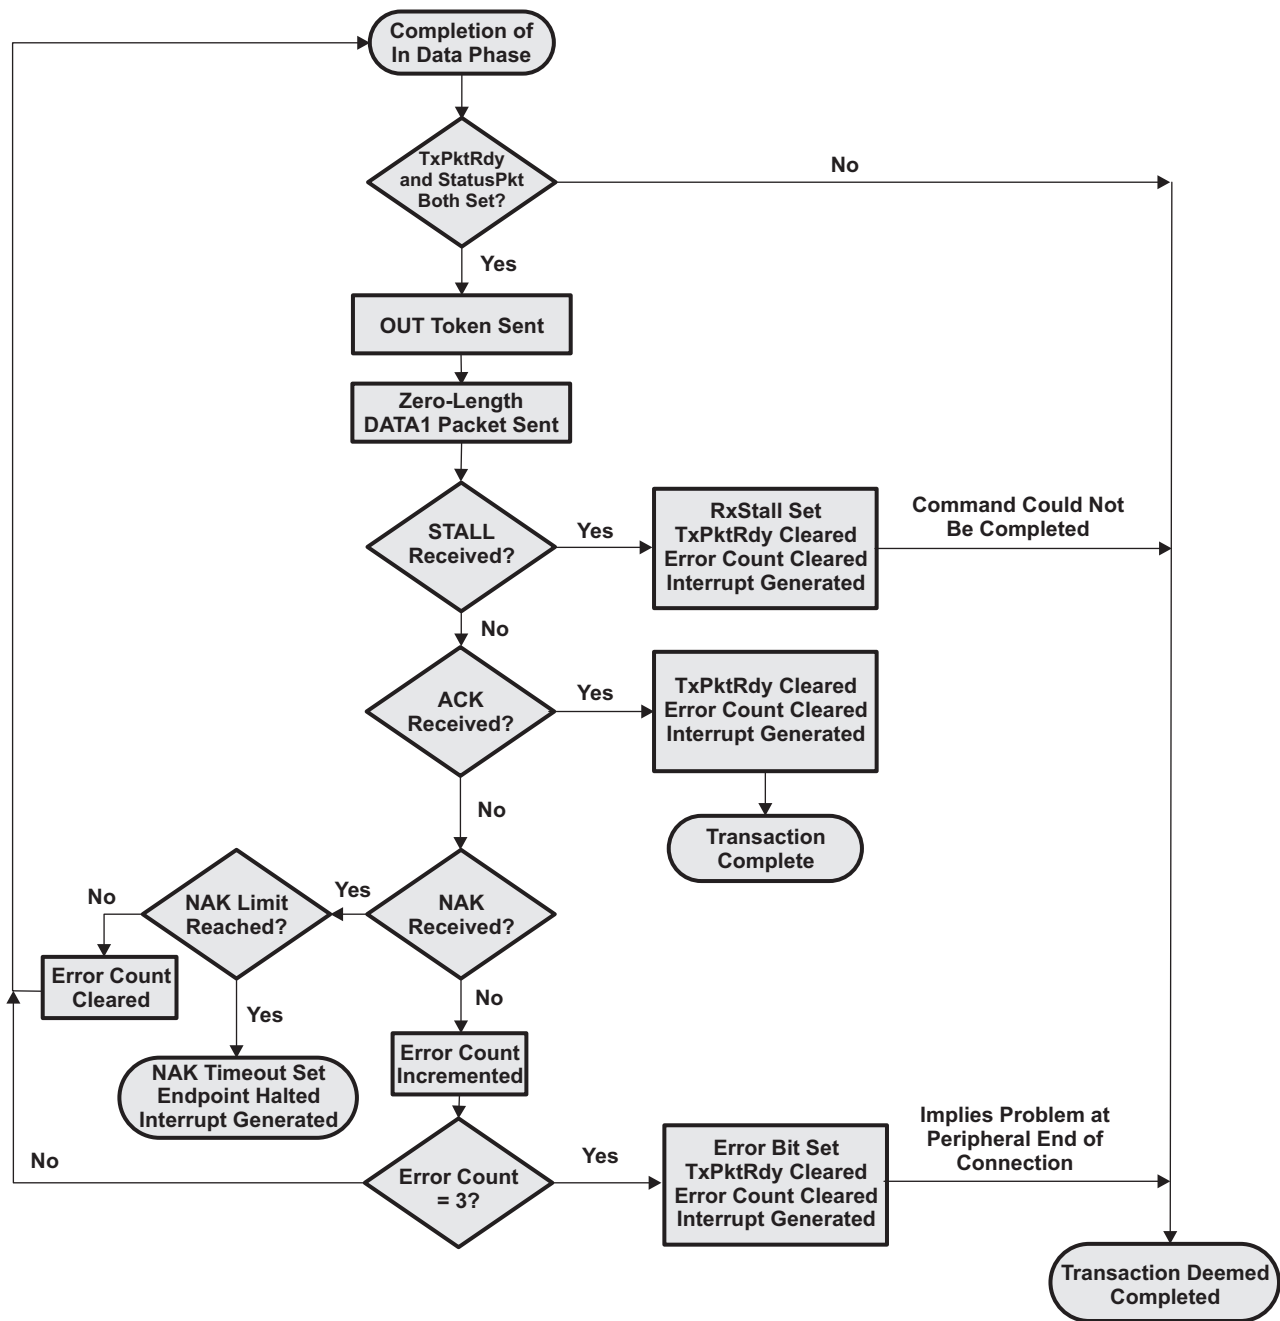 Completion of
In Data Phase
TxPktRdy
and StatusPkt
Both Set?
No
Yes
OUT Token Sent
Zero-Length
DATA1 Packet Sent
STALL
Received?
Yes
RxStall Set
TxPktRdy Cleared
Error Count Cleared
Interrupt Generated
Command Could Not
Be Completed
No
ACK
Received?
Yes
TxPktRdy Cleared
Error Count Cleared
Interrupt Generated
No
Transaction
Complete
NAK
Received?
Yes
NAK Limit
Reached?
No
Error Count
Cleared
Yes
NAK Timeout Set
Endpoint Halted
Interrupt Generated
No
Error Count
Incremented
Error Count
= 3?
No
Yes
Error Bit Set
TxPktRdy Cleared
Error Count Cleared
Interrupt Generated
Implies Problem at
Peripheral End of
Connection
Transaction Deemed
Completed